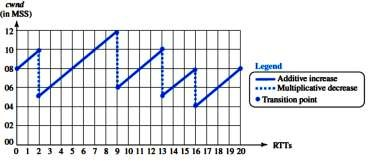 cwnd
(in MSS)
12
10
08
06
04
02
00
0 1 2 3 4 5 6 7 8 9 10 11 12 13 14 15 16 17 18 19 20
RTTs
Legend
Additive increase
Multiplicative decrease
Transition point